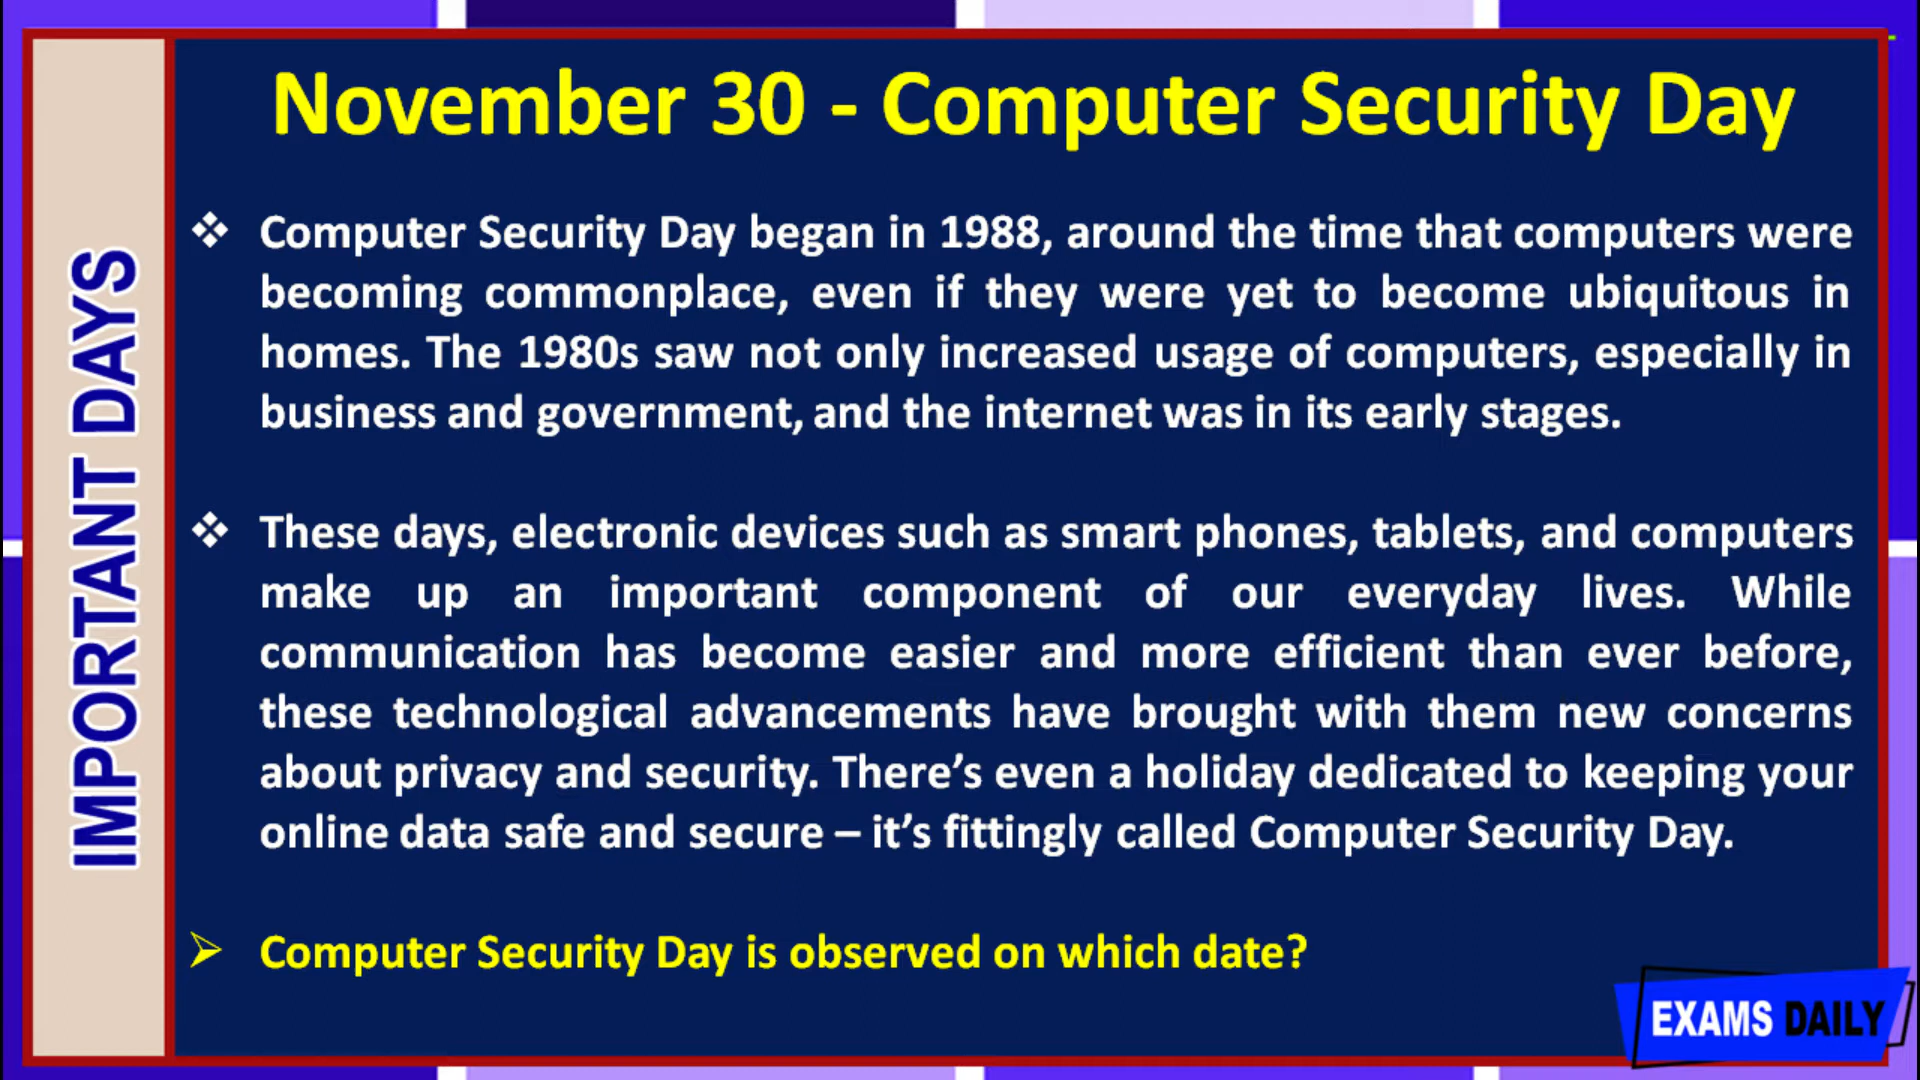 November 30 - Computer Security Day
IMPORTANT DAYS
❖ Computer Security Day began in 1988, around the time that computers were
becoming commonplace, even if they were yet to become ubiquitous in
homes. The 1980s saw not only increased usage of computers, especially in
business and government, and the internet was in its early stages.
❖ These days, electronic devices such as smart phones, tablets, and computers
make up an important component of our everyday lives. While
communication has become easier and more efficient than ever before,
these technological advancements have brought with them new concerns
about privacy and security. There’s even a holiday dedicated to keeping your
online data safe and secure – it’s fittingly called Computer Security Day.
➢ Computer Security Day is observed on which date?
EXAMS DAILY